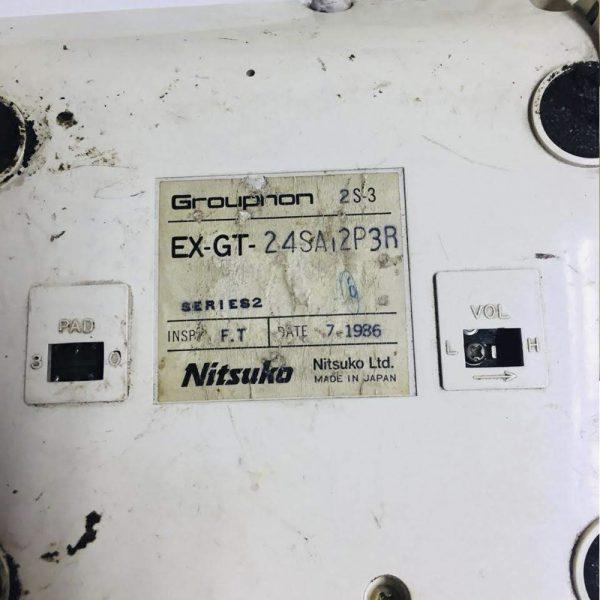 Grouphon 2S-3
EX-GT-24SA12P3R
SERIES2
INSP. F.T DATE 7-1986
Nitsuko Nitsuko Ltd.
MADE IN JAPAN
PAD
3 0
VOL
L H